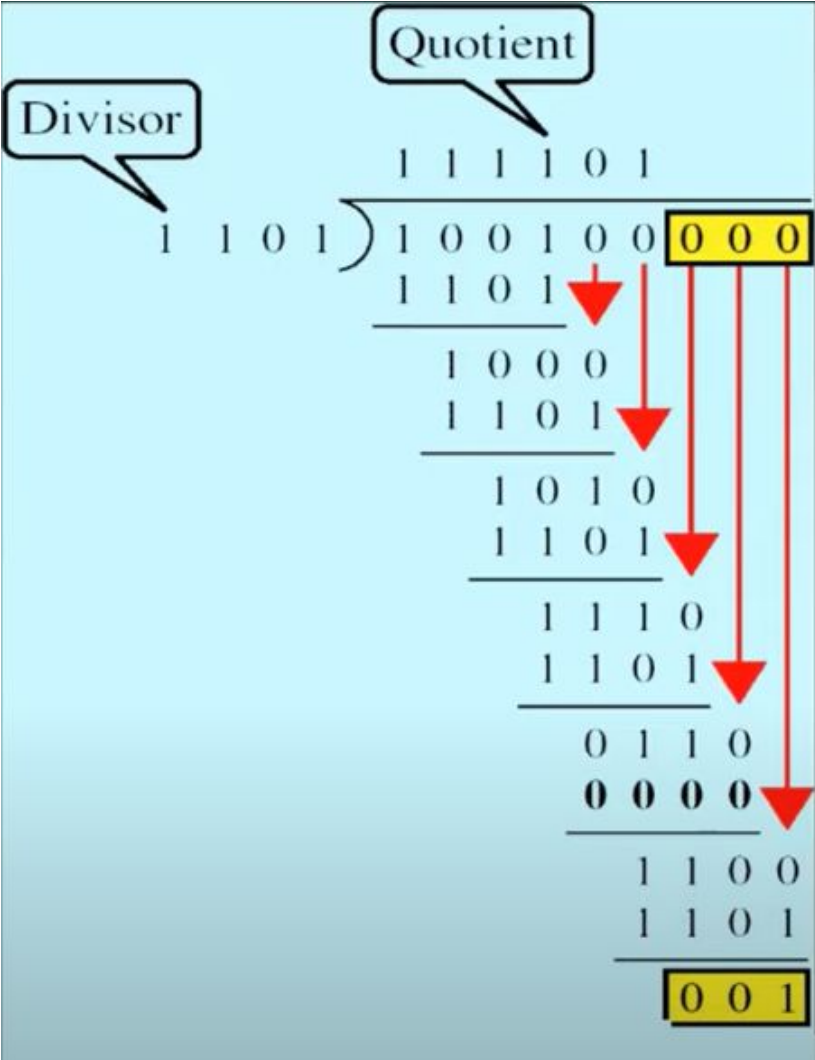 Quotient
Divisor
1 1 1 1 0 1
1 1 0 1 1 0 0 1 0 0 0 0 0
1 1 0 1
1 0 0 0
1 1 0 1
1 0 1 0
1 1 0 1
1 1 1 0
1 1 0 1
0 1 1 0
0 0 0 0
1 1 0 0
1 1 0 1
0 0 1